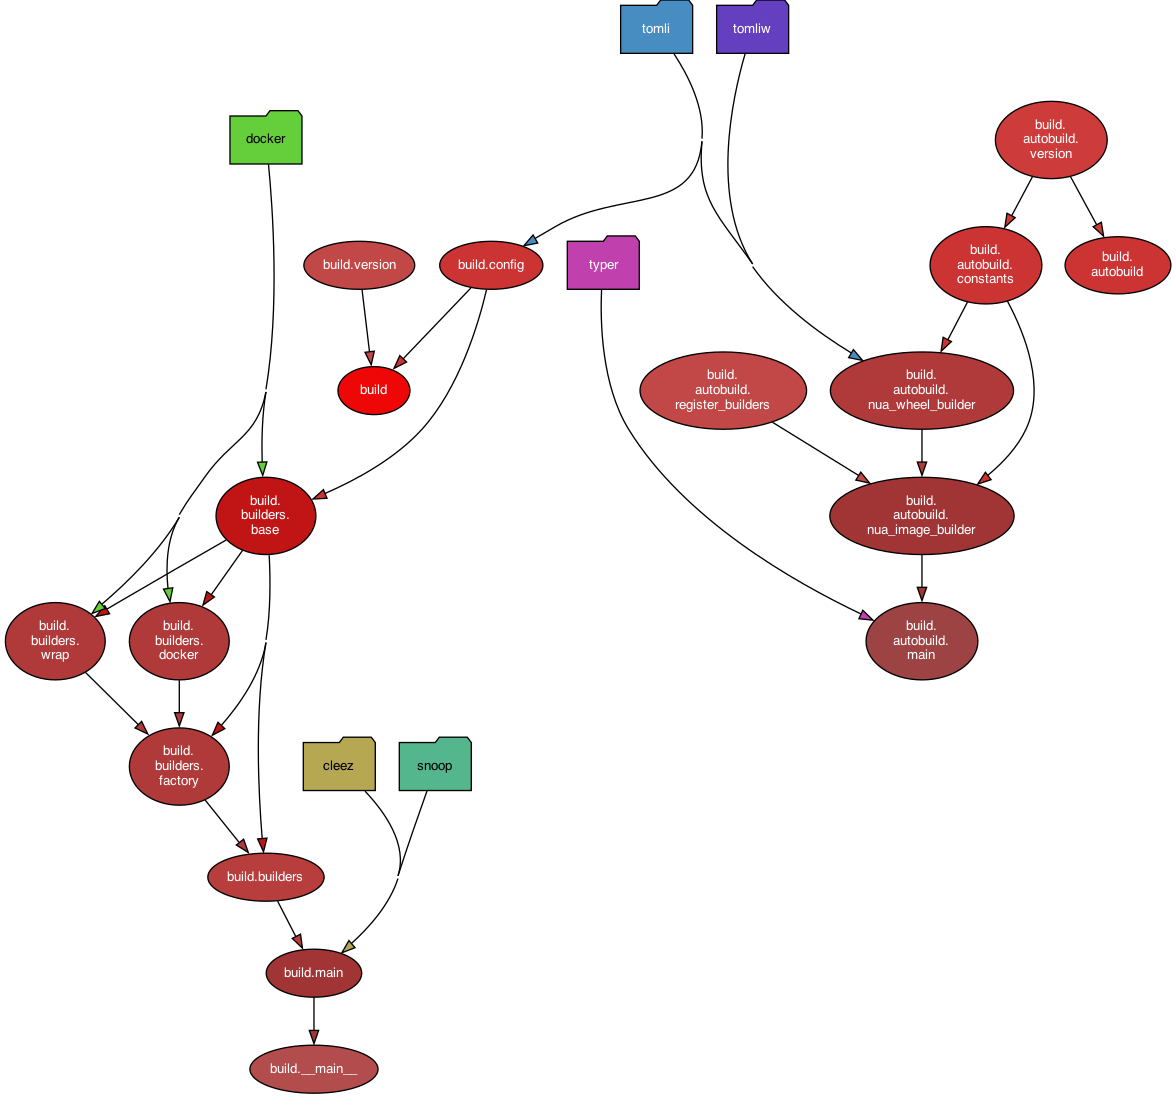 tomli
tomliw
docker
build.
autobuild.
version
build.version
build.config
typer
build.
autobuild.
constants
build.
autobuild
build
build.
autobuild.
register_builders
build.
autobuild.
nua_wheel_builder
build.
builders.
base
build.
autobuild.
nua_image_builder
build.
builders.
wrap
build.
builders.
docker
build.
autobuild.
main
build.
builders.
factory
cleez
snoop
build.builders
build.main
build.__main__